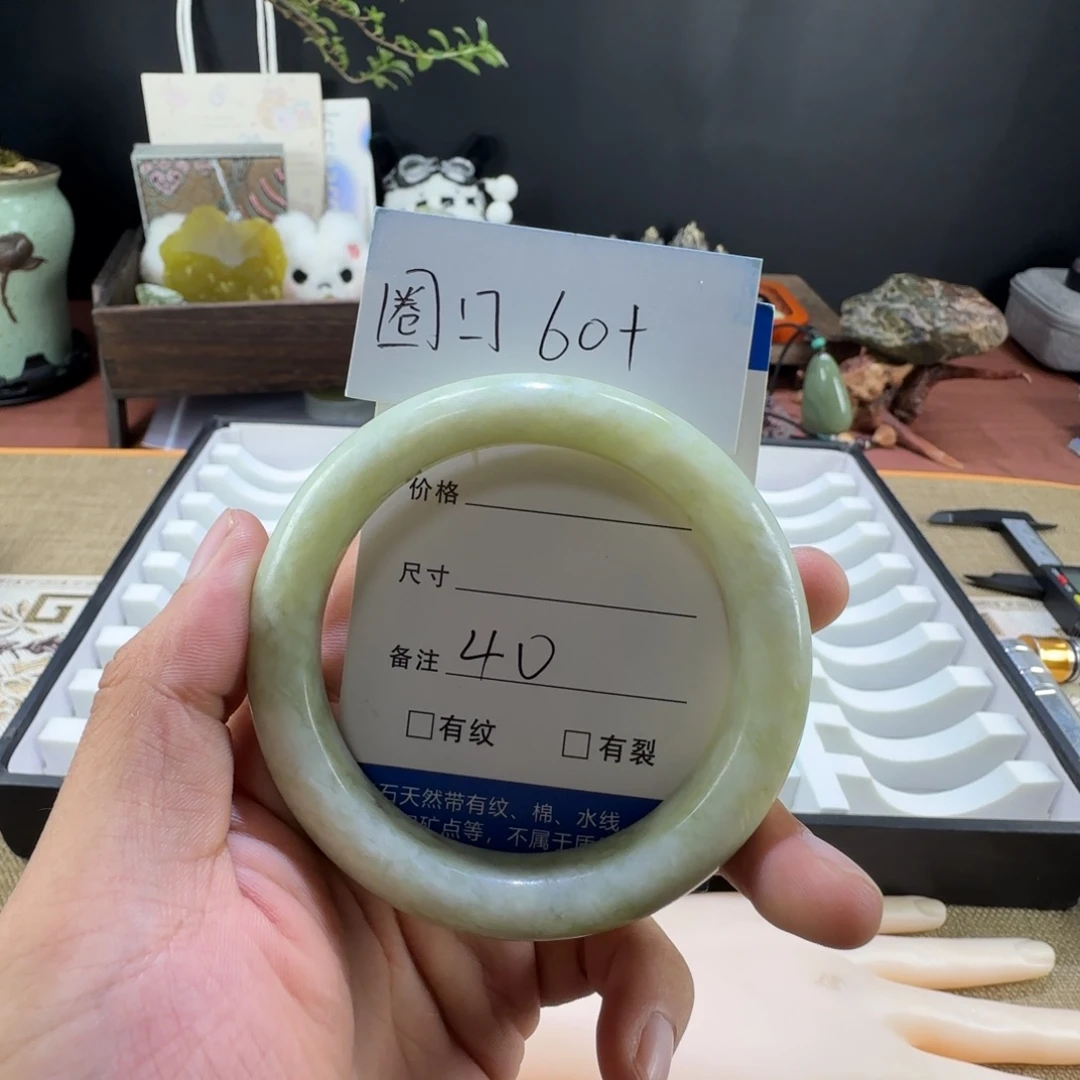 圈口 60+
价格
尺寸
备注 40
□有纹 □有裂
石天然带有纹、棉、水线
矿点等，不属于